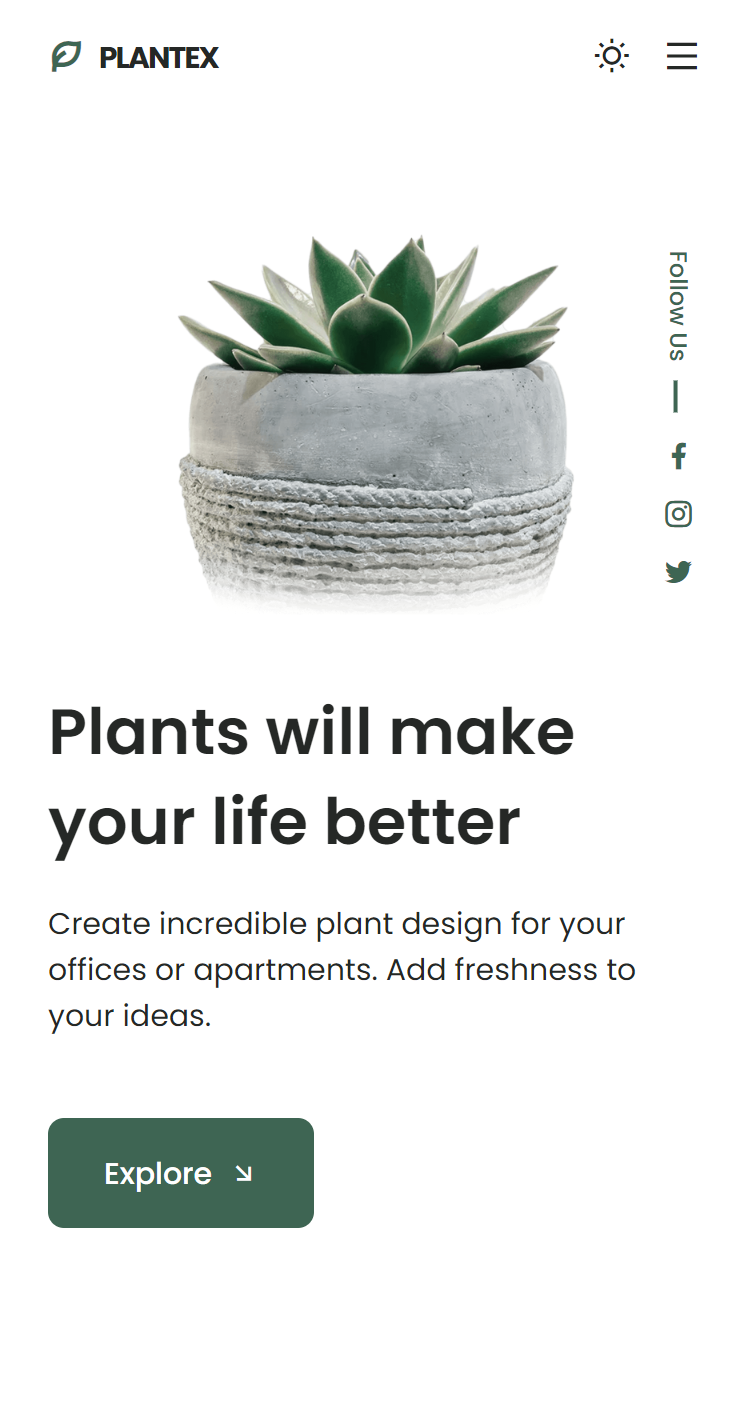 PLANTEX
Follow Us
Plants will make
your life better
Create incredible plant design for your
offices or apartments. Add freshness to
your ideas.
Explore